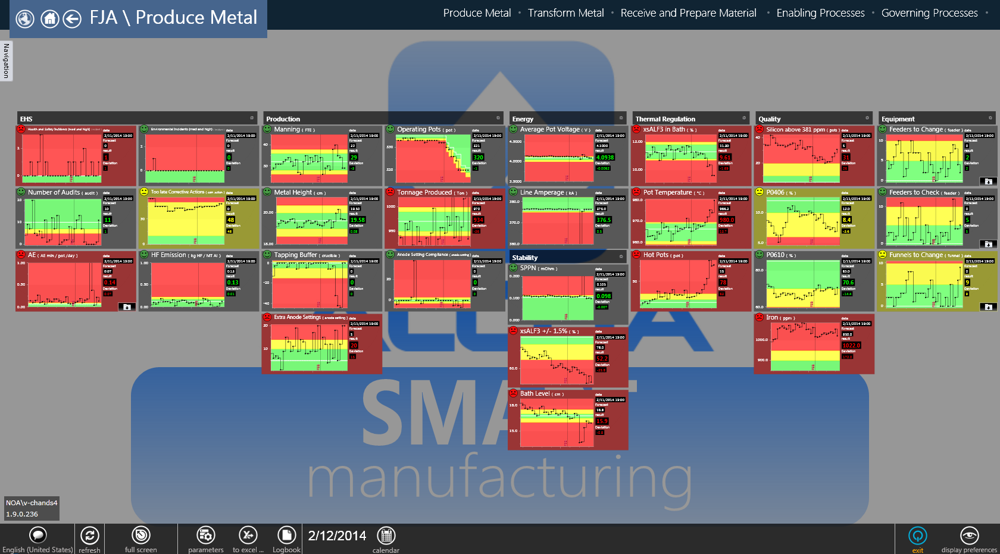 FJA \ Produce Metal
Produce Metal • Transform Metal • Receive and Prepare Material • Enabling Processes • Governing Processes •
Navigation
EHS
Health and Safety Incidents (med and high)
date
2/11/2014 19:00
Forecast
0
result
1
Deviation
1
2
0
Environmental Incidents (med and high)
date
2/11/2014 19:00
Forecast
0
result
0
Deviation
0
2
0
Number of Audits ( audit )
date
2/11/2014 19:00
Forecast
10
result
11
Deviation
1
20
10
0
Too late Corrective Actions ( corr. action )
date
2/11/2014 19:00
Forecast
0
result
48
Deviation
48
30
0
AE ( AE min / pot /day )
date
2/11/2014 19:00
Forecast
0.07
result
0.14
Deviation
0.07
1.00
0.50
0.00
HF Emission ( kg HF / MT Al )
date
2/11/2014 19:00
Forecast
0.13
result
0.13
Deviation
0.01
1.00
0.50
0.00
Production
Manning ( FTE )
date
2/11/2014 19:00
Forecast
32
result
29
Deviation
-3
40
30
Operating Pots ( pot )
date
2/11/2014 19:00
Forecast
321
result
320
Deviation
-1
330
320
Metal Height ( cm )
date
2/11/2014 19:00
Forecast
19.50
result
19.58
Deviation
0.08
20.00
18.00
Tonnage Produced ( Ton )
date
2/11/2014 19:00
Forecast
970
result
934
Deviation
1000
950
Tapping Buffer ( crucible )
date
2/11/2014 19:00
Forecast
0
result
0
Deviation
0
0
-20
-40
Anode Setting Compliance ( anode setting )
date
2/11/2014 19:00
Forecast
0
result
0
Deviation
0
20
0
Extra Anode Settings ( anode setting )
date
2/11/2014 19:00
Forecast
5
result
20
Deviation
15
20
10
Energy
Average Pot Voltage ( V )
date
2/11/2014 19:00
Forecast
4.1000
result
4.0938
Deviation
-0.0062
4.5000
4.0000
3.5000
Line Amperage ( kA )
date
2/11/2014 19:00
Forecast
376.0
result
376.5
Deviation
0.5
380.0
370.0
360.0
Stability
SPPN ( mOhm )
date
2/11/2014 19:00
Forecast
0.105
result
0.098
Deviation
-0.007
0.200
0.100
0.000
xsALF3 +/- 1.5% ( % )
date
2/11/2014 19:00
Forecast
78.0
result
52.2
Deviation
60.0
Bath Level ( cm )
date
2/11/2014 19:00
Forecast
result
15.9
Deviation
18.0
15.0
Thermal Regulation
xsALF3 in Bath ( % )
date
2/11/2014 19:00
Forecast
11.30
result
9.61
Deviation
12.00
10.00
Pot Temperature ( °C )
date
2/11/2014 19:00
Forecast
result
980.0
Deviation
980.0
970.0
960.0
Hot Pots ( pot )
date
2/11/2014 19:00
Forecast
15
result
78
Deviation
63
50
Quality
Silicon above 381 ppm ( pots )
date
2/11/2014 19:00
Forecast
5
result
31
Deviation
26
40
20
P0406 ( % )
date
2/11/2014 19:00
Forecast
12.0
result
8.4
Deviation
-3.6
10.0
5.0
P0610 ( % )
date
2/11/2014 19:00
Forecast
85.0
result
70.6
Deviation
-14.4
80.0
60.0
Iron ( ppm )
date
2/11/2014 19:00
Forecast
850.0
result
1022.0
Deviation
1000.0
900.0
Equipment
Feeders to Change ( feeder )
date
2/11/2014 19:00
Forecast
0
result
2
Deviation
2
10
5
0
Feeders to Check ( feeder )
date
2/11/2014 19:00
Forecast
0
result
5
Deviation
5
10
5
0
Funnels to Change ( funnel )
date
2/11/2014 19:00
Forecast
0
result
9
Deviation
9
10
5
0
SMA
manufacturing
NOA\v-chands4
1.9.0.236
English (United States)
refresh
full screen
parameters
to excel ...
Logbook
2/12/2014
calendar
exit
display preferences